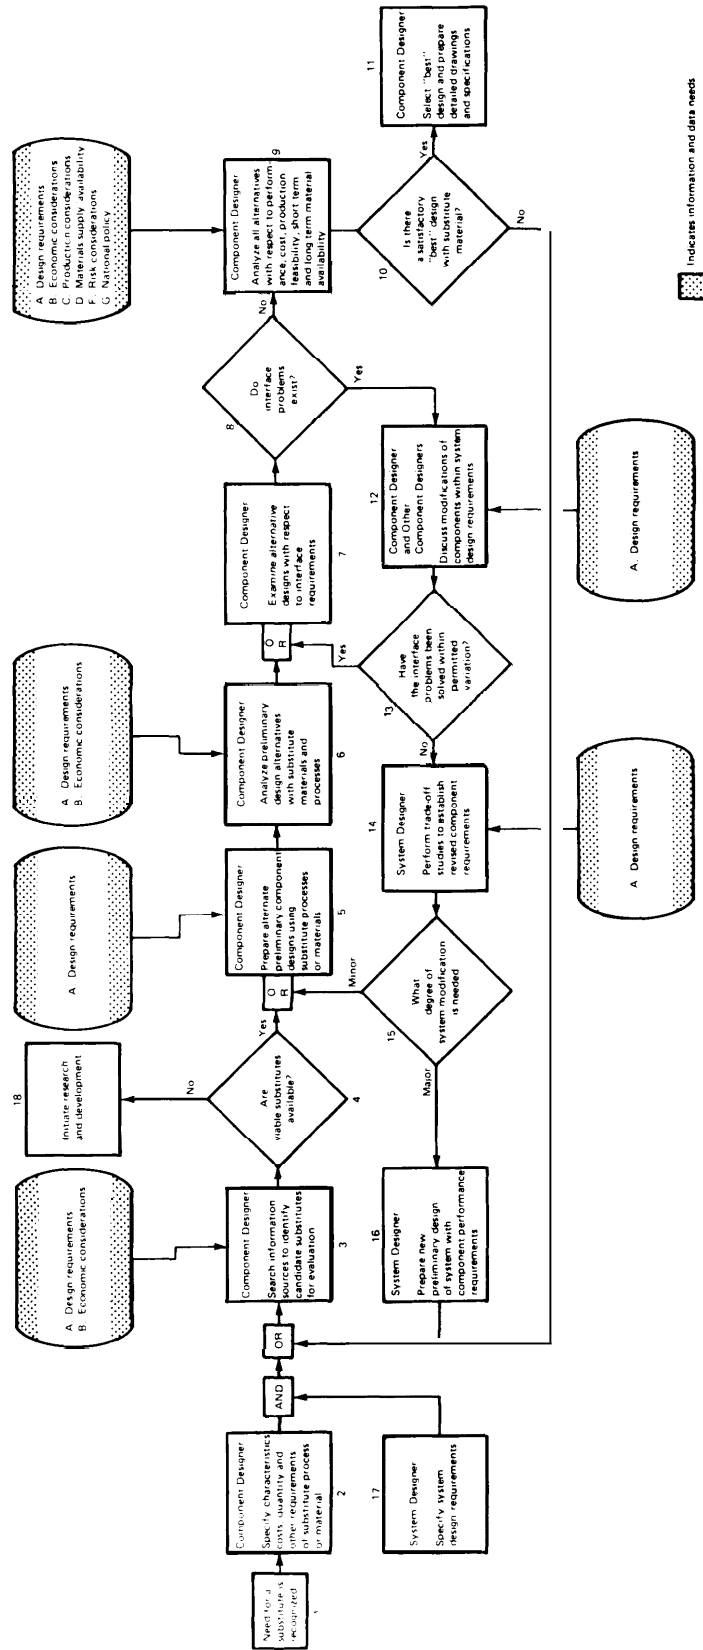 Need for a
substitute is
recognized
Component Designer
Specify characteristics
costs, quantity and
other requirements
of substitute process
or material
2
System Designer
Specify system
design requirements
17
AND
OR
A Design requirements
B Economic considerations
Component Designer
Search information
sources to identify
candidate substitutes
for evaluation
3
Are
viable substitutes
available?
4
No
Yes
Initiate research
and development
18
O
R
A Design requirements
Component Designer
Prepare alternate
preliminary component
designs using
substitute processes
or materials
5
A Design requirements
B. Economic considerations
Component Designer
Analyze preliminary
design alternatives
with substitute
materials and
processes
6
O
R
Component Designer
Examine alternative
designs with respect
to interface
requirements
7
Do
interface
problems
exist?
8
No
Yes
A Design requirements
B Economic considerations
C. Production considerations
D Materials supply availability
F. Risk considerations
G National policy
Component Designer
Analyze all alternatives
with respect to perform-
ance, cost, production
feasibility, short term
and long term material
availability
9
Is there
a satisfactory
"best" design
with substitute
material?
10
Yes
No
Component Designer
Select "best"
design and prepare
detailed drawings
and specifications
11
Component Designer
and Other
Component Designers
Discuss modifications of
components within system
design requirements
12
A. Design requirements
Have
the interface
problems been
solved within
permitted
variation?
13
Yes
No
System Designer
Perform trade-off
studies to establish
revised component
requirements
14
A Design requirements
What
degree of
system modification
is needed
15
Minor
Major
System Designer
Prepare new
preliminary design
of system with
component performance
requirements
16
Indicates information and data needs